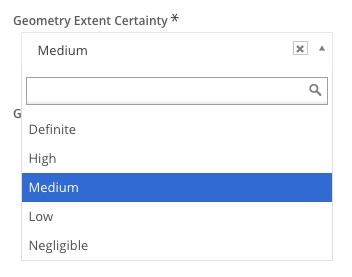 Geometry Extent Certainty *
Medium
G
Definite
High
Medium
Low
Negligible